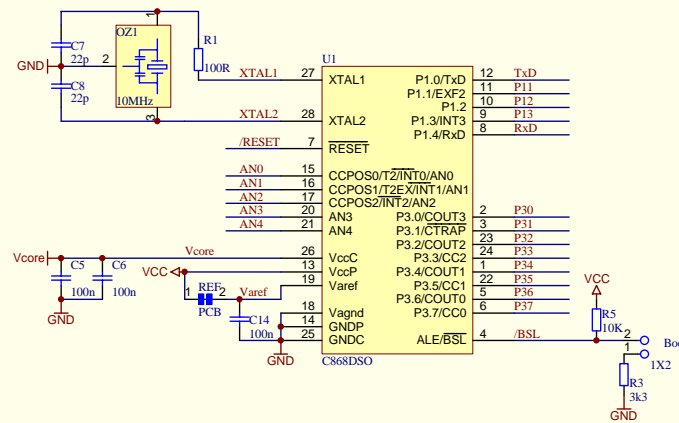 1
C7
22p
GND
C8
22p
OZ1
2
10MHz
3
R1
100R
XTAL1
27
XTAL2
28
/RESET
7
AN0
15
AN1
16
AN2
17
AN3
20
AN4
21
Vcore
Vcore
26
C5
100n
C6
100n
GND
VCC
13
19
1
REF
2
PCB
Varef
C14
100n
18
14
25
GND
U1
XTAL1
XTAL2
RESET
CCPOS0/T2/INT0/AN0
CCPOS1/T2EX/INT1/AN1
CCPOS2/INT2/AN2
AN3
AN4
VccC
VccP
Varef
Vagnd
GNDP
GNDC
C868DSO
P1.0/TxD 12 TxD
P1.1/EXF2 11 P11
P1.2 10 P12
P1.3/INT3 9 P13
P1.4/RxD 8 RxD
P3.0/COUT3 2 P30
P3.1/CTRAP 3 P31
P3.2/COUT2 23 P32
P3.3/CC2 24 P33
P3.4/COUT1 1 P34
P3.5/CC1 22 P35
P3.6/COUT0 5 P36
P3.7/CC0 6 P37
ALE/BSL 4 /BSL
VCC
R5
10K
2
1
Boo
1X2
R3
3k3
GND